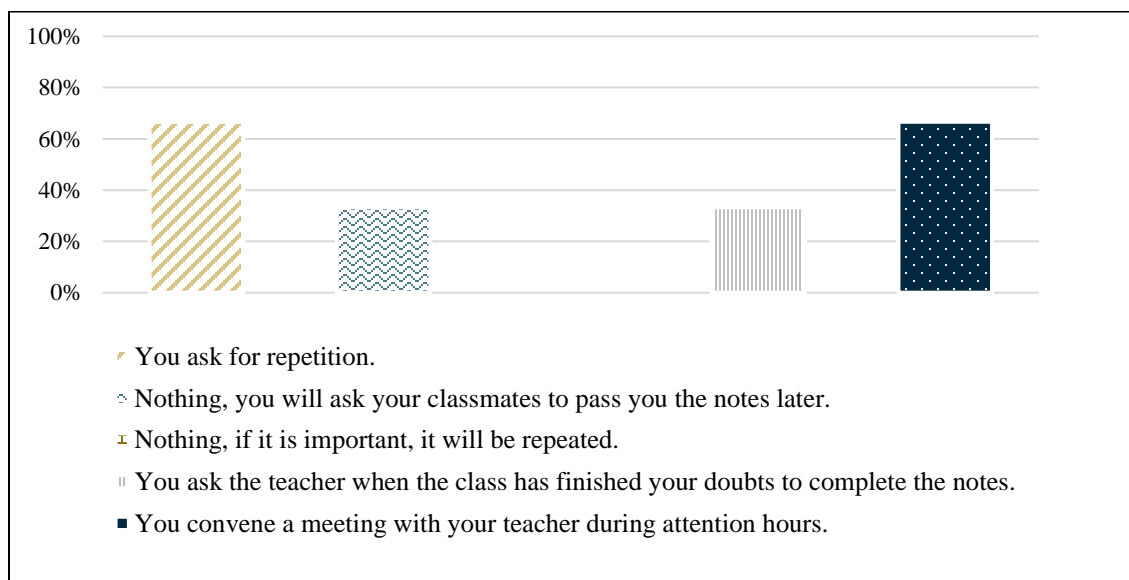 100%
80%
60%
40%
20%
0%
You ask for repetition.
Nothing, you will ask your classmates to pass you the notes later.
Nothing, if it is important, it will be repeated.
You ask the teacher when the class has finished your doubts to complete the notes.
You convene a meeting with your teacher during attention hours.